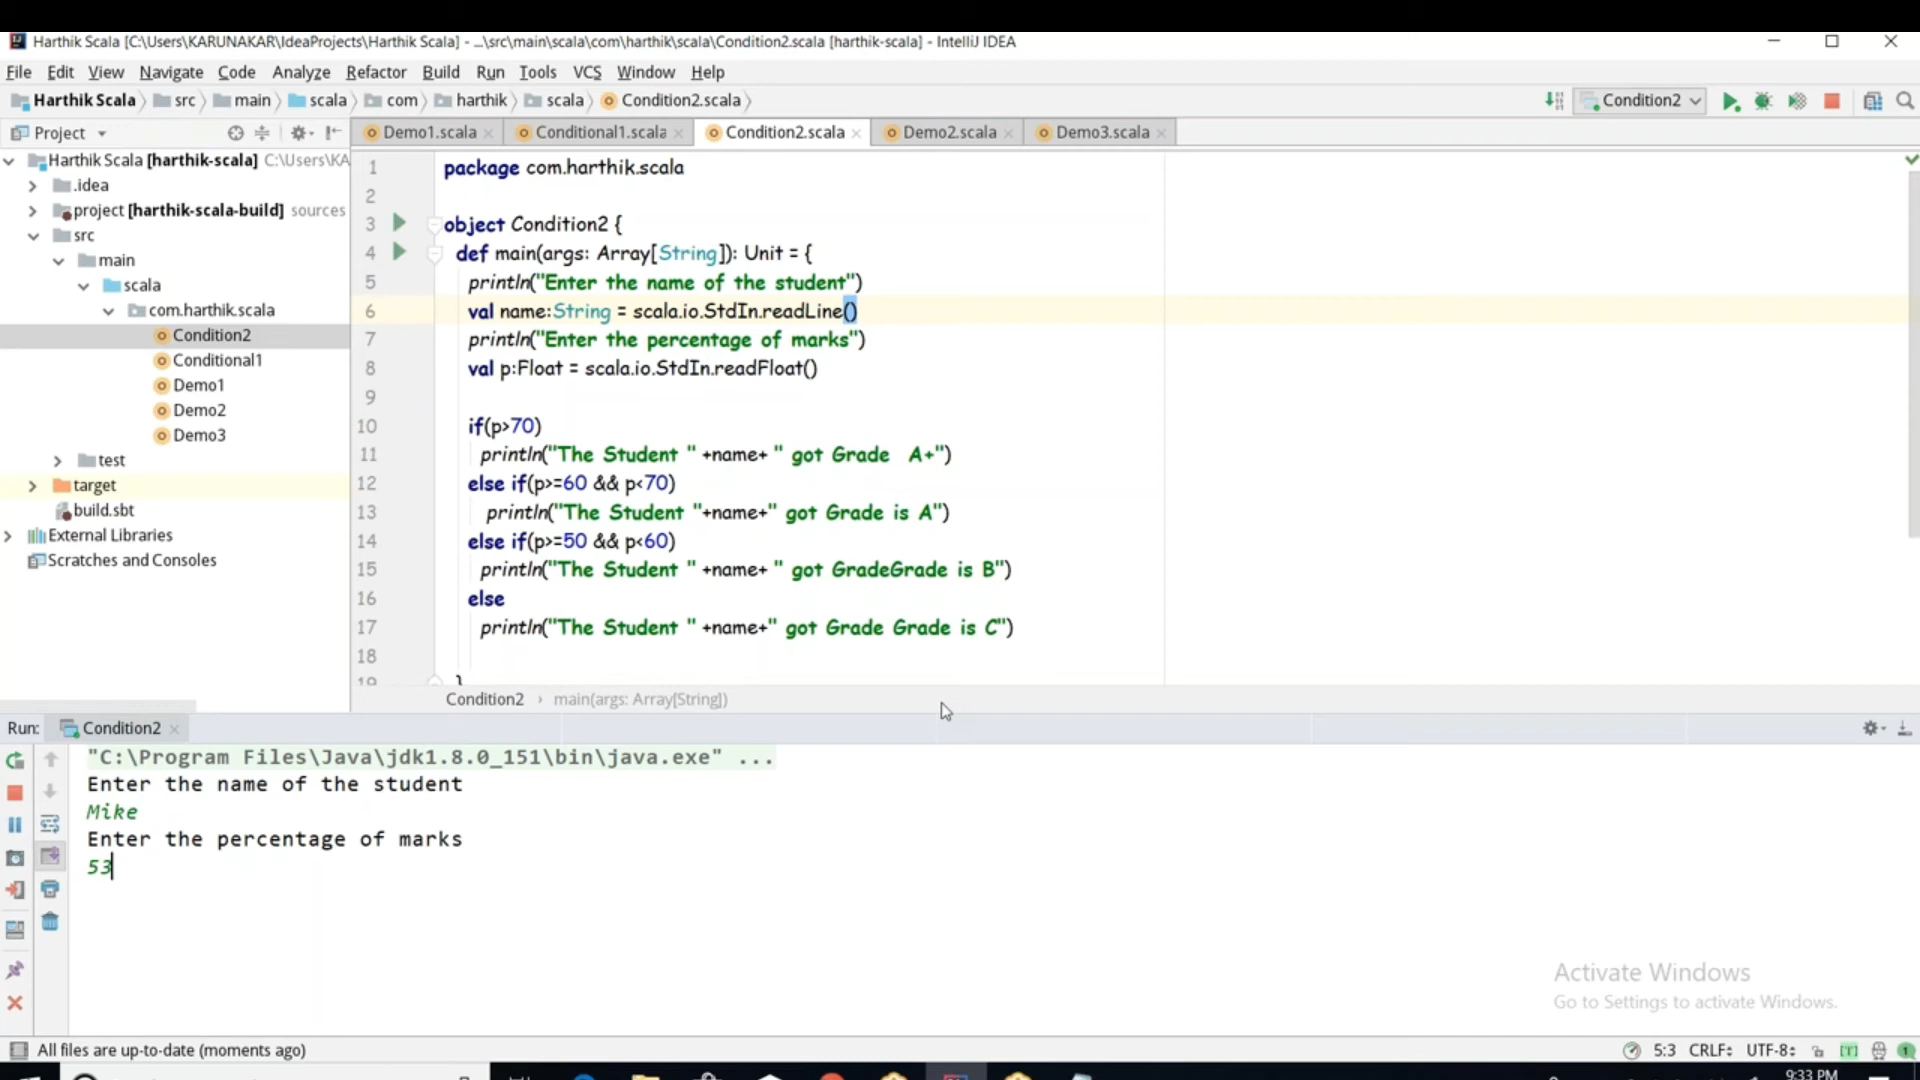 Harthik Scala [C:\Users\KARUNAKAR\IdeaProjects\Harthik Scala] - ...\src\main\scala\com\harthik\scala\Condition2.scala [harthik-scala] - IntelliJ IDEA
File Edit View Navigate Code Analyze Refactor Build Run Tools VCS Window Help
Harthik Scala src main scala com harthik scala Condition2.scala Condition2
Project Demo1.scala Conditional1.scala Condition2.scala Demo2.scala Demo3.scala
Harthik Scala [harthik-scala] C:\Users\KA
.idea
project [harthik-scala-build] sources
src
main
scala
com.harthik.scala
Condition2
Conditional1
Demo1
Demo2
Demo3
test
target
build.sbt
External Libraries
Scratches and Consoles
1 package com.harthik.scala
2
3 object Condition2 {
4 def main(args: Array[String]): Unit = {
5 println("Enter the name of the student")
6 val name:String = scala.io.StdIn.readLine()
7 println("Enter the percentage of marks")
8 val p:Float = scala.io.StdIn.readFloat()
9
10 if(p>70)
11 println("The Student " +name+ " got Grade  A+")
12 else if(p>=60 && p<70)
13 println("The Student "+name+" got Grade is A")
14 else if(p>=50 && p<60)
15 println("The Student " +name+ " got GradeGrade is B")
16 else
17 println("The Student " +name+" got Grade Grade is C")
18
19 }
Condition2 › main(args: Array[String])
Run: Condition2
"C:\Program Files\Java\jdk1.8.0_151\bin\java.exe" ...
Enter the name of the student
Mike
Enter the percentage of marks
53
Activate Windows
Go to Settings to activate Windows.
All files are up-to-date (moments ago) 5:3 CRLF UTF-8 [T] 1
9:33 PM